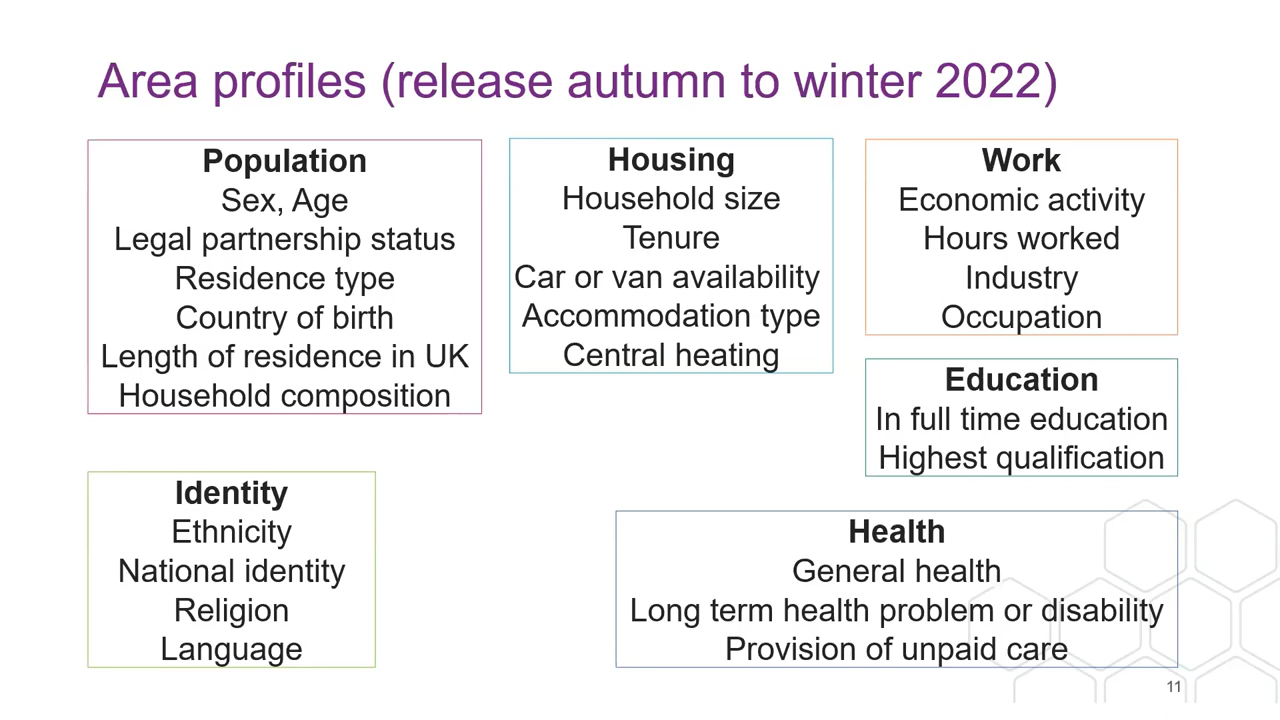 Area profiles (release autumn to winter 2022)
Population
Sex, Age
Legal partnership status
Residence type
Country of birth
Length of residence in UK
Household composition
Housing
Household size
Tenure
Car or van availability
Accommodation type
Central heating
Work
Economic activity
Hours worked
Industry
Occupation
Education
In full time education
Highest qualification
Identity
Ethnicity
National identity
Religion
Language
Health
General health
Long term health problem or disability
Provision of unpaid care
11